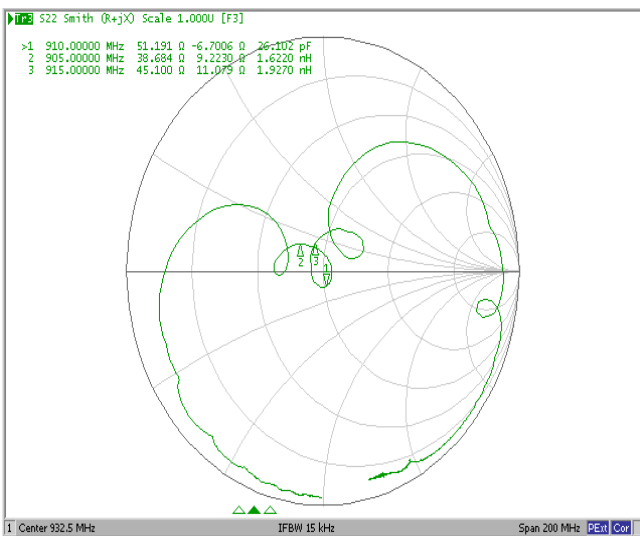 Tr3 S22 Smith (R+jX) Scale 1.000U [F3]
>1 910.00000 MHz 51.191 Ω -6.7006 Ω 26.102 pF
2 905.00000 MHz 38.684 Ω 9.2230 Ω 1.6220 nH
3 915.00000 MHz 45.100 Ω 11.079 Ω 1.9270 nH
2 3 1
1 Center 932.5 MHz IFBW 15 kHz Span 200 MHz PExt Cor